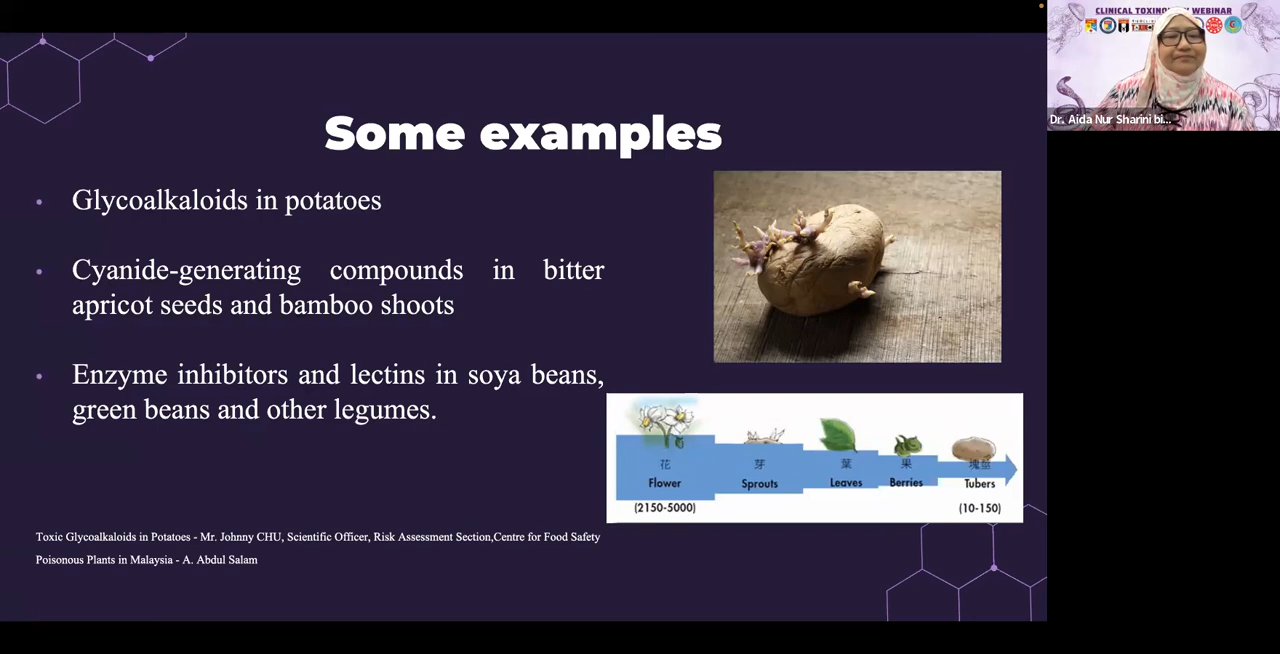 CLINICAL TOXINOLOGY WEBINAR
Dr. Aida Nur Sharini bi...
Some examples
• Glycoalkaloids in potatoes
• Cyanide-generating compounds in bitter
apricot seeds and bamboo shoots
• Enzyme inhibitors and lectins in soya beans,
green beans and other legumes.
花 芽 葉 果 塊莖
Flower Sprouts Leaves Berries Tubers
(2150-5000) (10-150)
Toxic Glycoalkaloids in Potatoes - Mr. Johnny CHU, Scientific Officer, Risk Assessment Section,Centre for Food Safety
Poisonous Plants in Malaysia - A. Abdul Salam